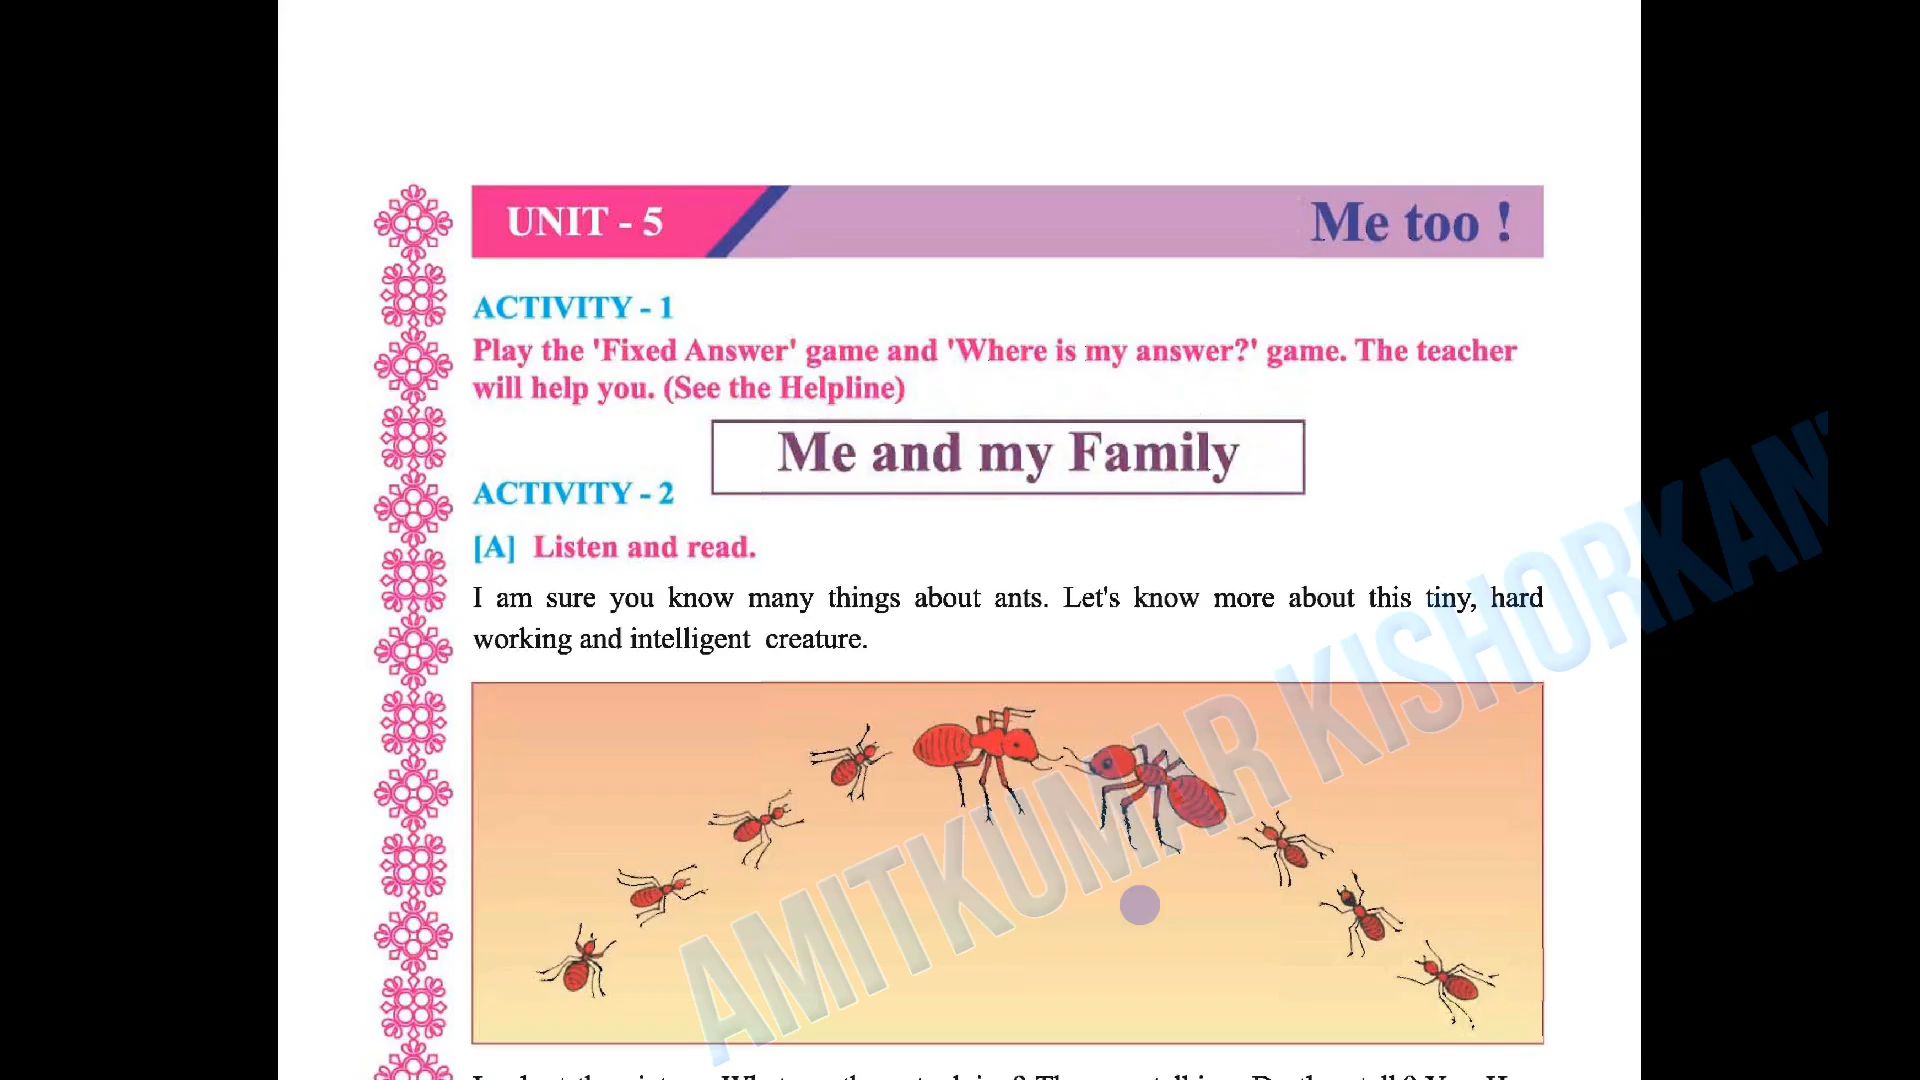 UNIT - 5
Me too !
ACTIVITY - 1
Play the 'Fixed Answer' game and 'Where is my answer?' game. The teacher
will help you. (See the Helpline)
Me and my Family
ACTIVITY - 2
[A] Listen and read.
I am sure you know many things about ants. Let's know more about this tiny, hard
working and intelligent creature.
AMITKUMAR KISHORKAN